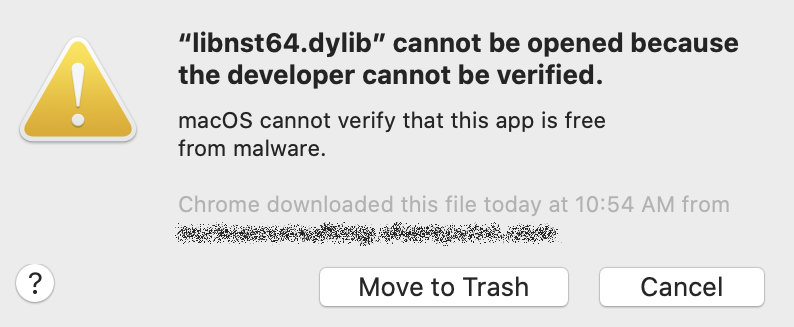 “libnst64.dylib” cannot be opened because
the developer cannot be verified.
macOS cannot verify that this app is free
from malware.
Chrome downloaded this file today at 10:54 AM from
?
Move to Trash
Cancel